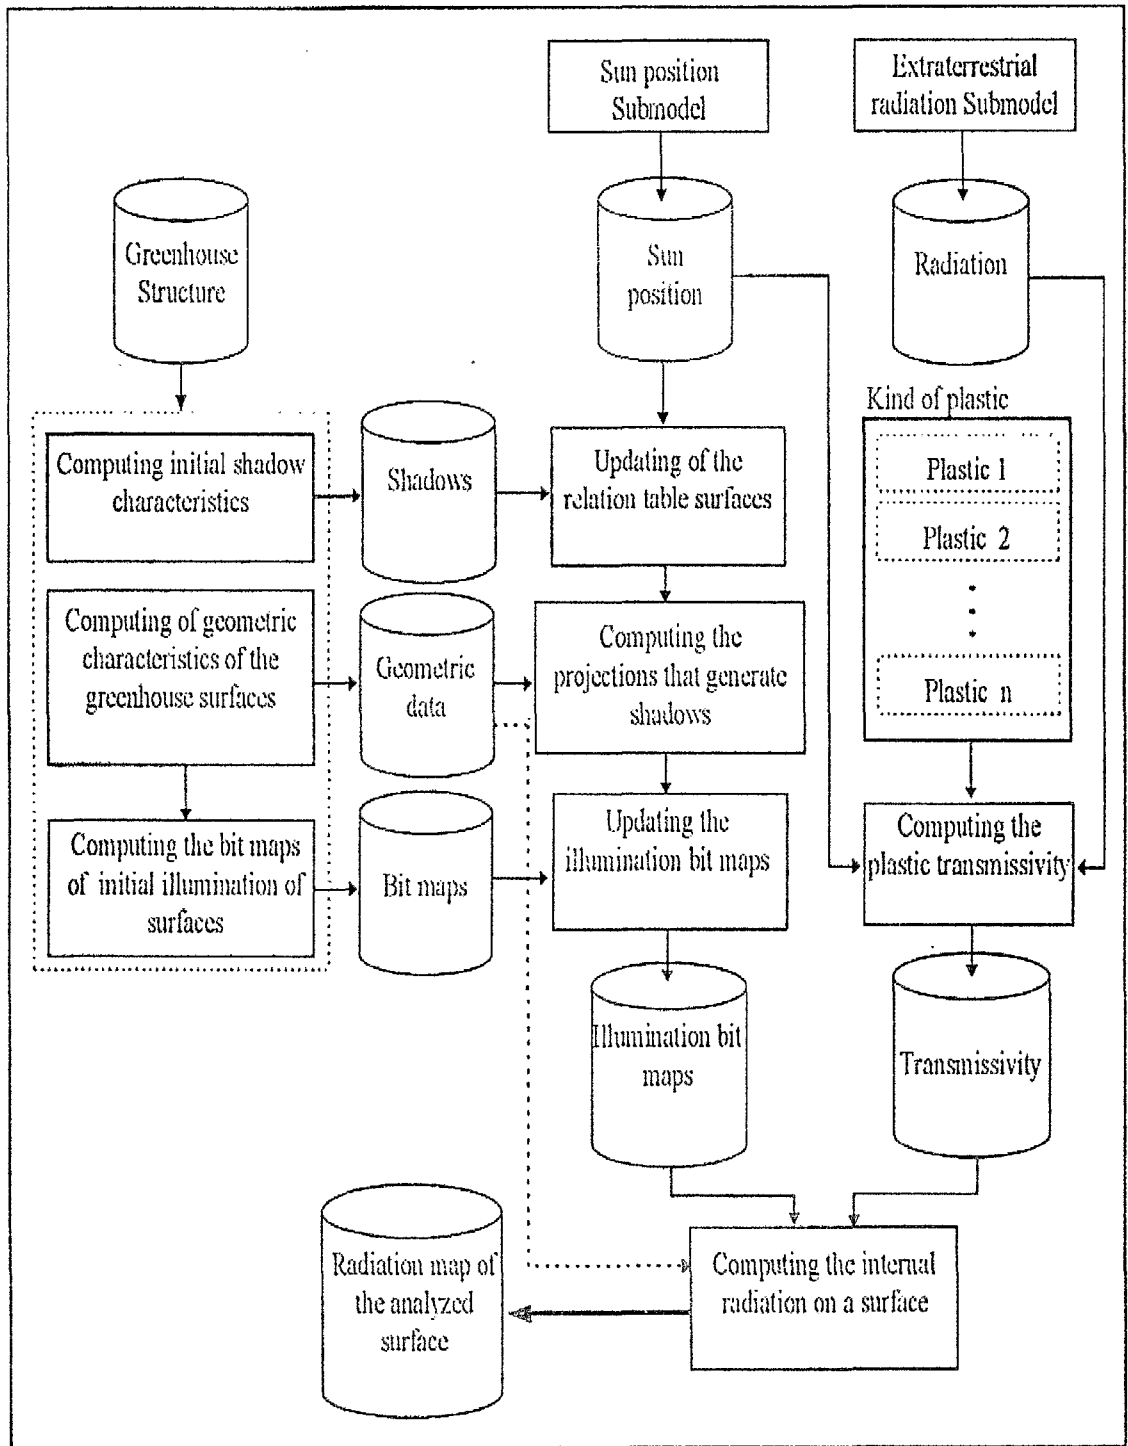 Sun position
Submodel
Extraterrestrial
radiation Submodel
Greenhouse
Structure
Sun
position
Radiation
Kind of plastic
Computing initial shadow
characteristics
Shadows
Updating of the
relation table surfaces
Plastic 1
Plastic 2
Plastic n
Computing of geometric
characteristics of the
greenhouse surfaces
Geometric
data
Computing the
projections that generate
shadows
Computing the bit maps
of initial illumination of
surfaces
Bit maps
Updating the
illumination bit maps
Computing the
plastic transmissivity
Illumination bit
maps
Transmissivity
Radiation map of
the analyzed
surface
Computing the internal
radiation on a surface